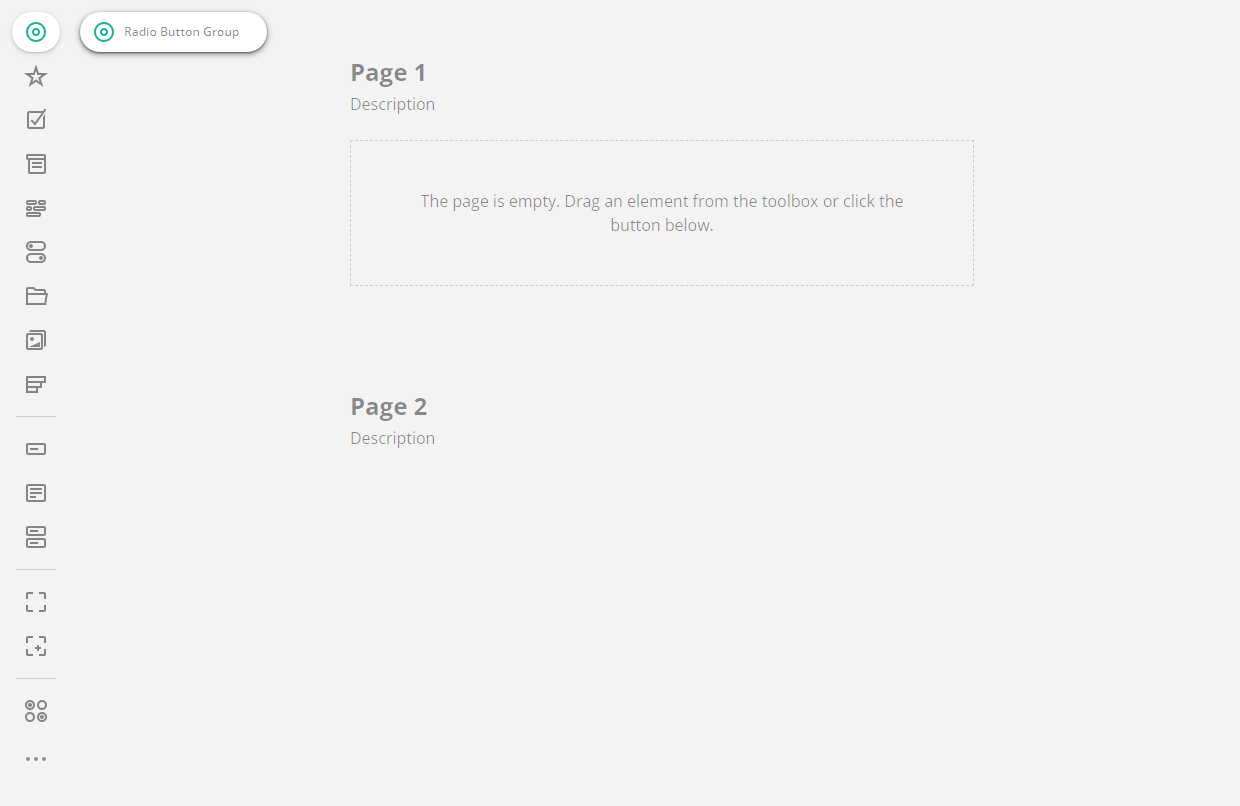 Radio Button Group
Page 1
Description
The page is empty. Drag an element from the toolbox or click the
button below.
Page 2
Description